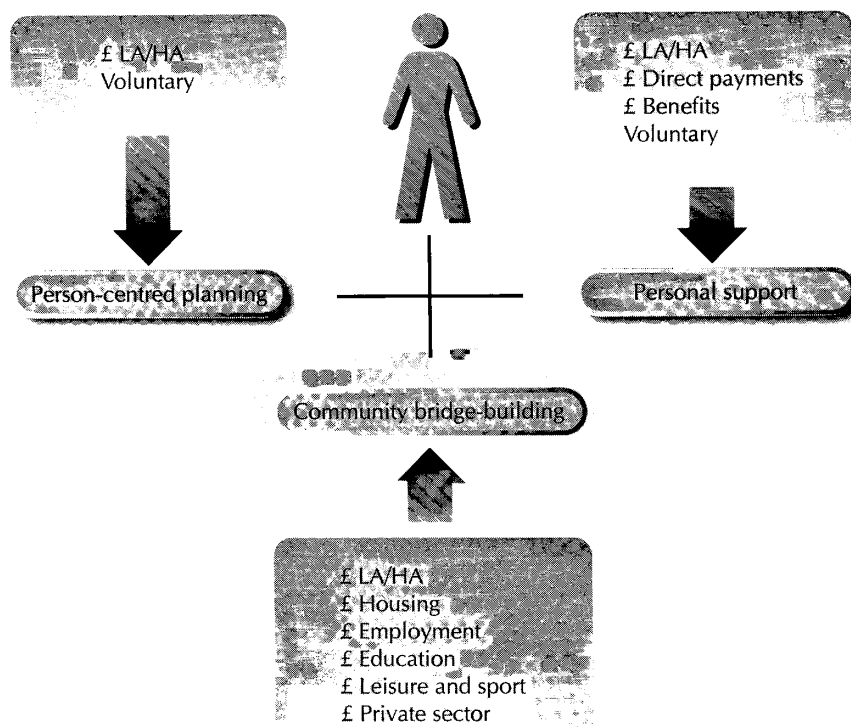 £ LA/HA
Voluntary
£ LA/HA
£ Direct payments
£ Benefits
Voluntary
Person-centred planning
Personal support
Community bridge-building
£ LA/HA
£ Housing
£ Employment
£ Education
£ Leisure and sport
£ Private sector